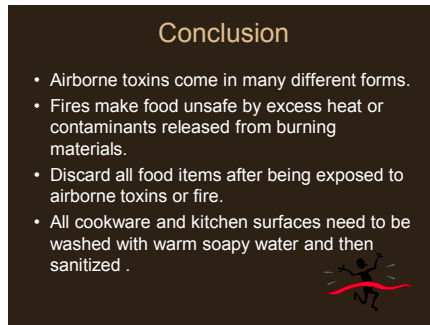 Conclusion
• Airborne toxins come in many different forms.
• Fires make food unsafe by excess heat or
contaminants released from burning
materials.
• Discard all food items after being exposed to
airborne toxins or fire.
• All cookware and kitchen surfaces need to be
washed with warm soapy water and then
sanitized .